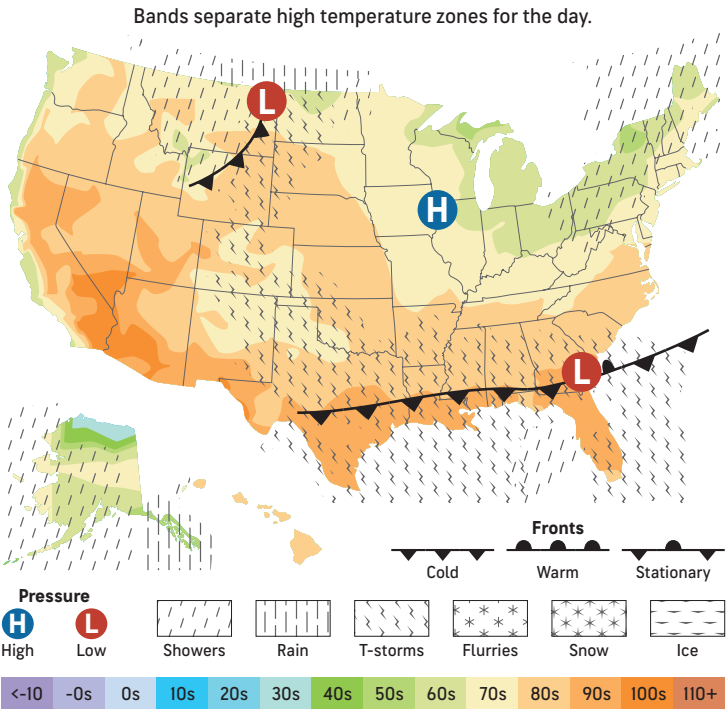 Bands separate high temperature zones for the day.
L
H
L
Fronts
Cold Warm Stationary
Pressure
H L
High Low Showers Rain T-storms Flurries Snow Ice
<-10 -0s 0s 10s 20s 30s 40s 50s 60s 70s 80s 90s 100s 110+